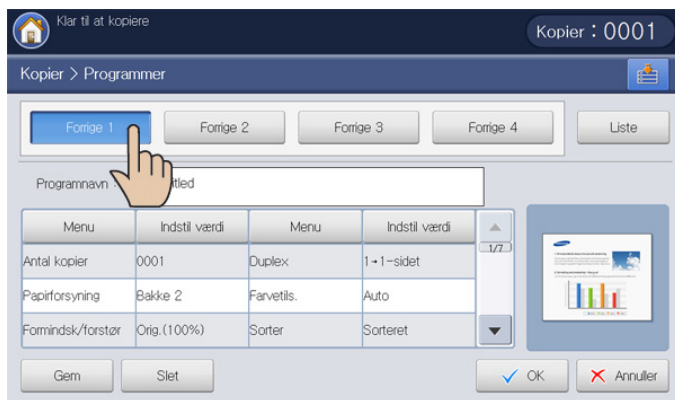 Klar til at kopiere
Kopier : 0001
Kopier > Programmer
Forrige 1 Forrige 2 Forrige 3 Forrige 4 Liste
Programnavn : itled
Menu Indstil værdi Menu Indstil værdi
1/7
Antal kopier 0001 Duplex 1→1-sidet
Papirforsyning Bakke 2 Farvetils. Auto
Formindsk/forstør Orig.(100%) Sorter Sorteret
Gem Slet OK Annuller